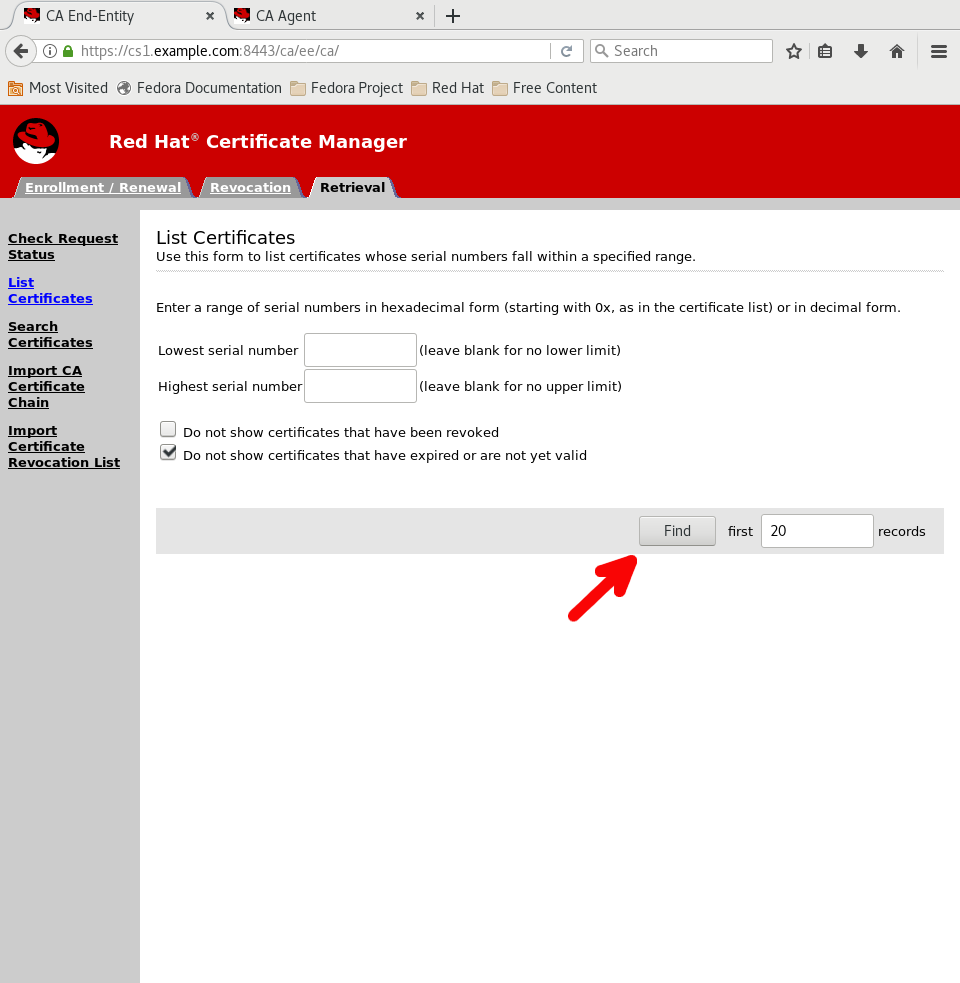 CA End-Entity
CA Agent
https://cs1.example.com:8443/ca/ee/ca/
Search
Most Visited
Fedora Documentation
Fedora Project
Red Hat
Free Content
Red Hat® Certificate Manager
Enrollment / Renewal
Revocation
Retrieval
Check Request
Status
List
Certificates
Search
Certificates
Import CA
Certificate
Chain
Import
Certificate
Revocation List
List Certificates
Use this form to list certificates whose serial numbers fall within a specified range.
Enter a range of serial numbers in hexadecimal form (starting with 0x, as in the certificate list) or in decimal form.
Lowest serial number (leave blank for no lower limit)
Highest serial number (leave blank for no upper limit)
Do not show certificates that have been revoked
Do not show certificates that have expired or are not yet valid
Find first 20 records